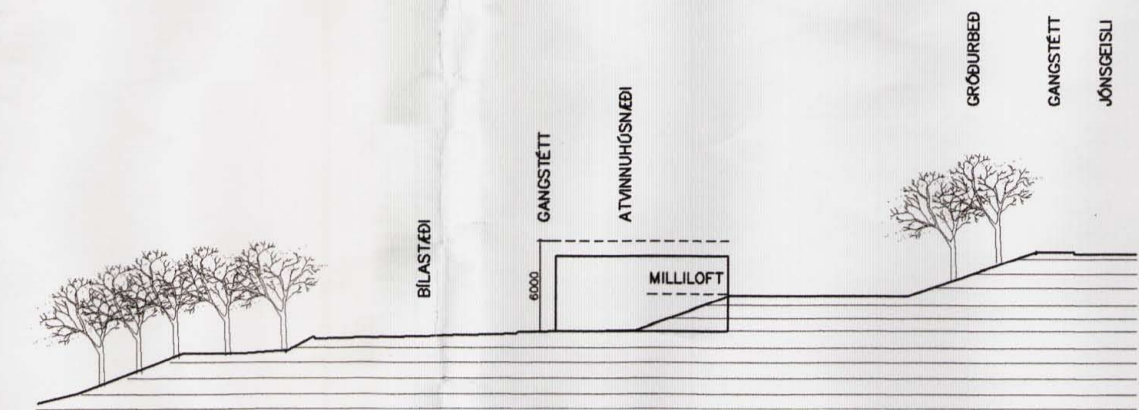 BÍLASTÆÐI
GANGSTÉTT
6000
ATVINNUHÚSNÆÐI
MILLILOFT
GRÓÐURBEÐ
GANGSTÉTT
JÓNSGEISLI